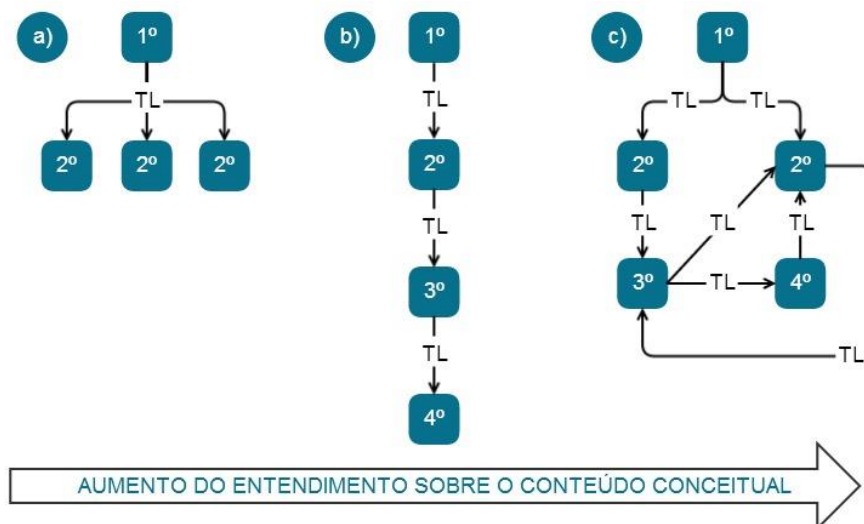 a)
1º
TL
2º
2º
2º
b)
1º
TL
2º
TL
3º
TL
4º
c)
1º
TL
TL
2º
2º
TL
TL
TL
3º
TL
4º
TL
AUMENTO DO ENTENDIMENTO SOBRE O CONTEÚDO CONCEITUAL